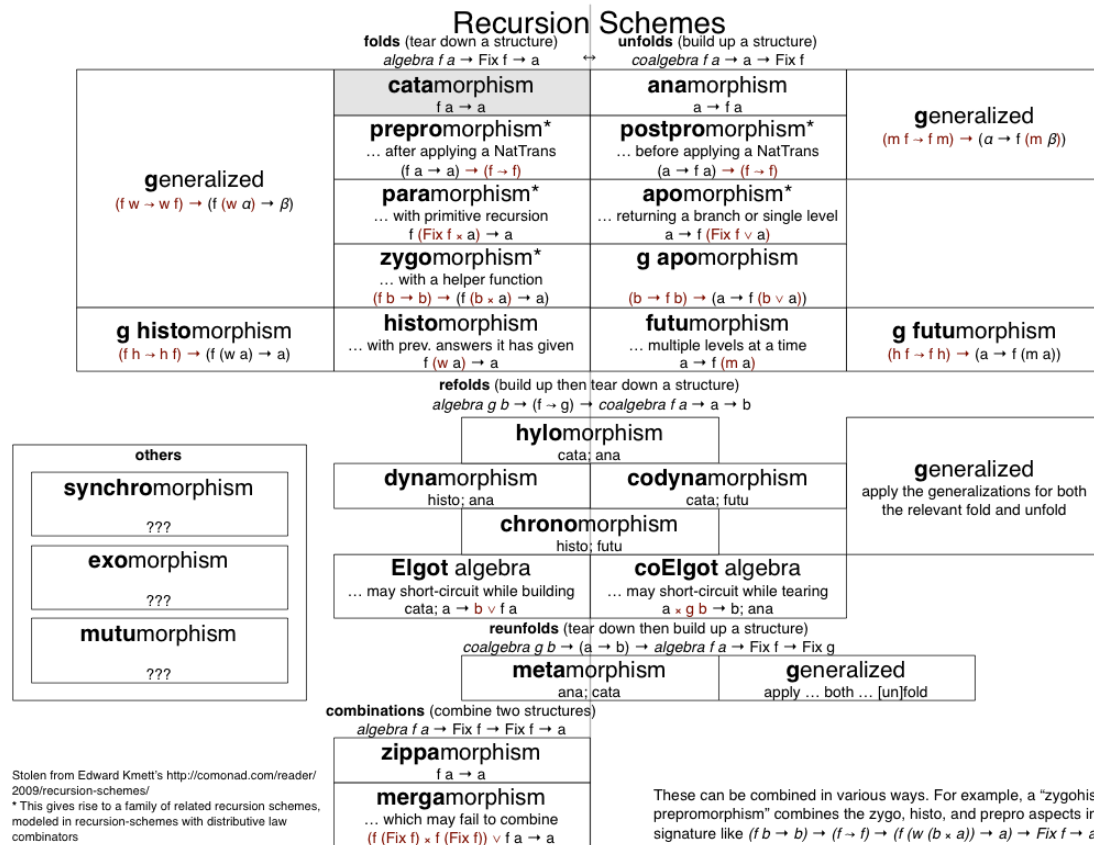 Recursion Schemes
folds (tear down a structure)
algebra f a → Fix f → a
↔
unfolds (build up a structure)
coalgebra f a → a → Fix f
generalized
(f w → w f) → (f (w α) → β)
catamorphism
f a → a
anamorphism
a → f a
generalized
(m f → f m) → (α → f (m β))
prepromorphism*
… after applying a NatTrans
(f a → a) → (f → f)
postpromorphism*
… before applying a NatTrans
(a → f a) → (f → f)
paramorphism*
… with primitive recursion
f (Fix f × a) → a
apomorphism*
… returning a branch or single level
a → f (Fix f ∨ a)
zygomorphism*
… with a helper function
(f b → b) → (f (b × a) → a)
g apomorphism
(b → f b) → (a → f (b ∨ a))
g histomorphism
(f h → h f) → (f (w a) → a)
histomorphism
… with prev. answers it has given
f (w a) → a
futumorphism
… multiple levels at a time
a → f (m a)
g futumorphism
(h f → f h) → (a → f (m a))
refolds (build up then tear down a structure)
algebra g b → (f → g) → coalgebra f a → a → b
hylomorphism
cata; ana
dynamorphism
histo; ana
codynamorphism
cata; futu
generalized
apply the generalizations for both
the relevant fold and unfold
chronomorphism
histo; futu
Elgot algebra
… may short-circuit while building
cata; a → b ∨ f a
coElgot algebra
… may short-circuit while tearing
a × g b → b; ana
others
synchromorphism
???
exomorphism
???
mutumorphism
???
reunfolds (tear down then build up a structure)
coalgebra g b → (a → b) → algebra f a → Fix f → Fix g
metamorphism
ana; cata
generalized
apply … both … [un]fold
combinations (combine two structures)
algebra f a → Fix f → Fix f → a
zippamorphism
f a → a
mergamorphism
… which may fail to combine
(f (Fix f) × f (Fix f)) ∨ f a → a
Stolen from Edward Kmett's http://comonad.com/reader/
2009/recursion-schemes/
* This gives rise to a family of related recursion schemes,
modeled in recursion-schemes with distributive law
combinators
These can be combined in various ways. For example, a “zygohis
prepromorphism” combines the zygo, histo, and prepro aspects in
signature like (f b → b) → (f → f) → (f (w (b × a)) → a) → Fix f → a